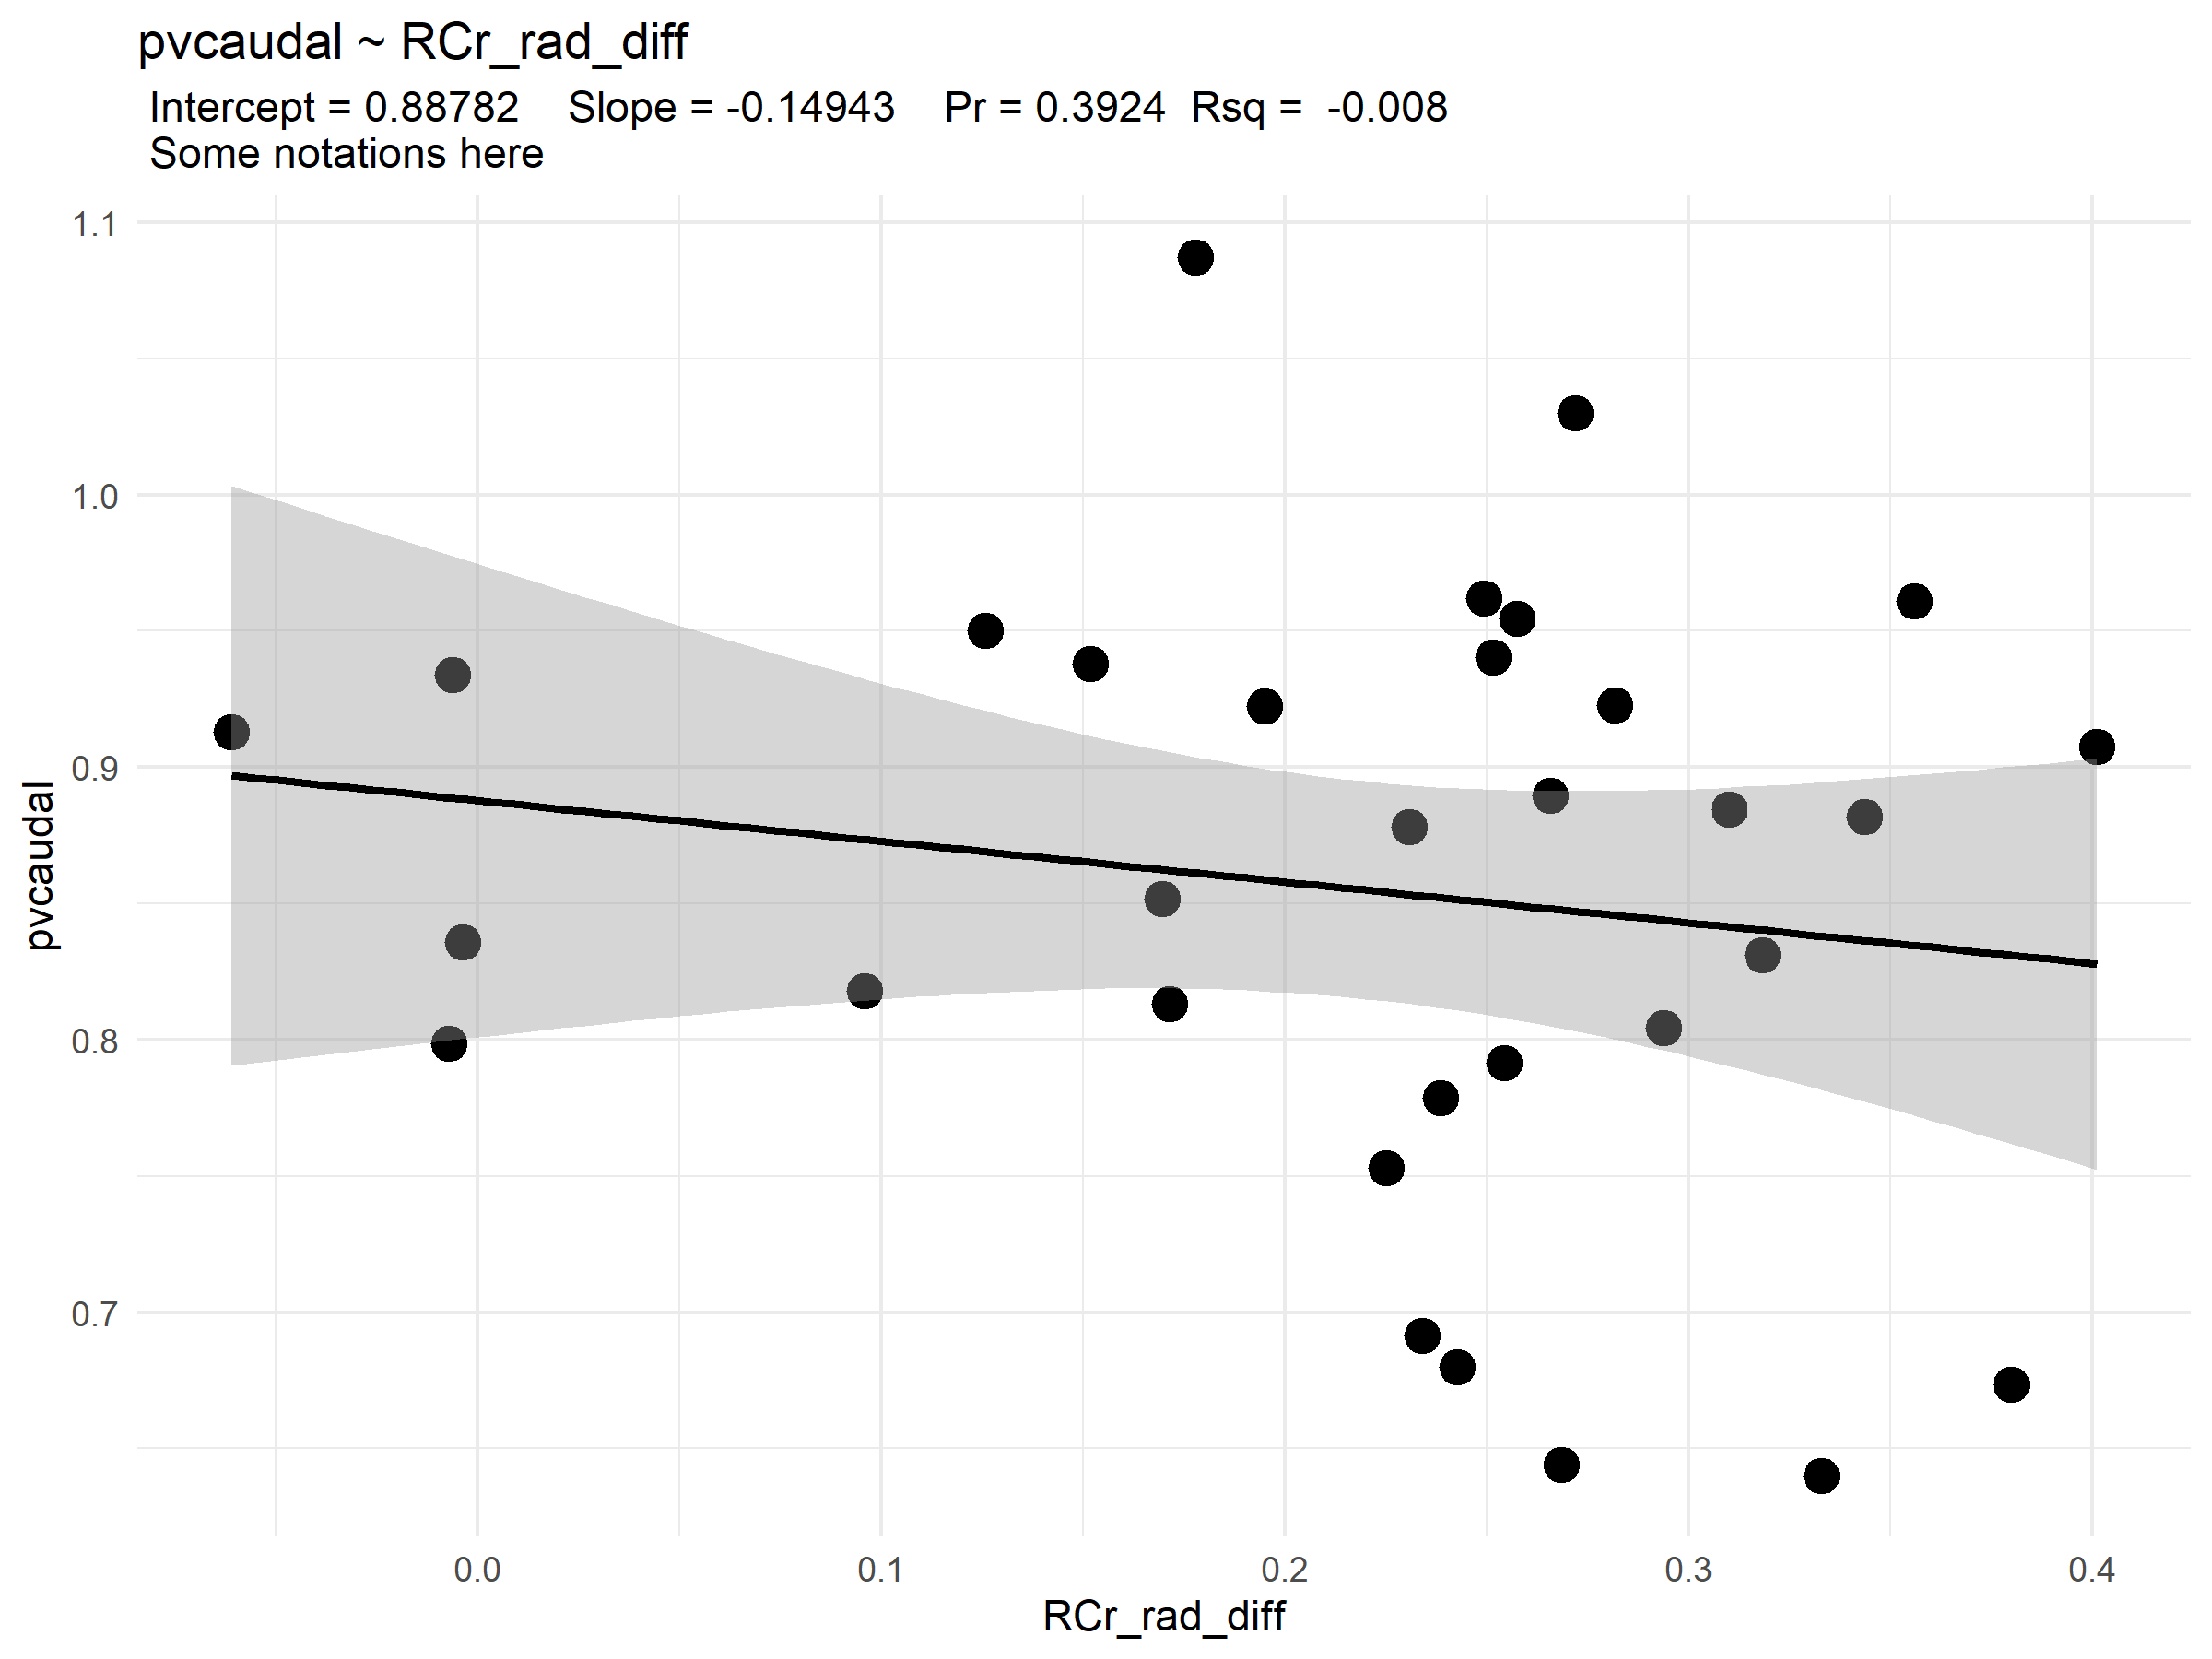 pvcaudal ~ RCr_rad_diff
Intercept = 0.88782    Slope = -0.14943    Pr = 0.3924  Rsq =  -0.008
Some notations here
1.1
1.0
0.9
0.8
0.7
pvcaudal
0.0 0.1 0.2 0.3 0.4
RCr_rad_diff